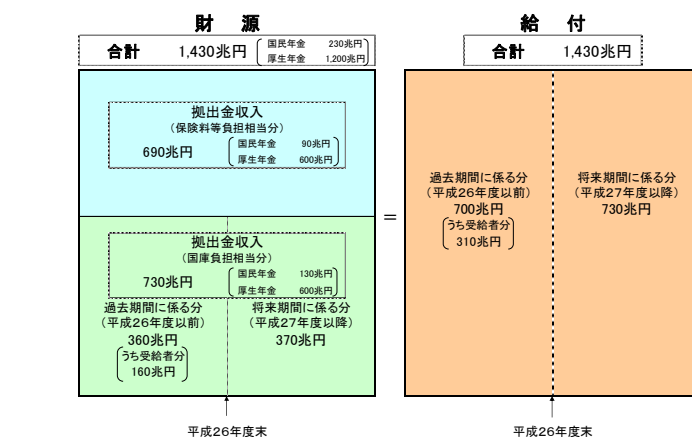 財 源
合計 1,430兆円 国民年金 230兆円
厚生年金 1,200兆円
拠出金収入
(保険料等負担相当分)
690兆円 国民年金 90兆円
厚生年金 600兆円
拠出金収入
(国庫負担相当分)
730兆円 国民年金 130兆円
厚生年金 600兆円
過去期間に係る分
(平成26年度以前)
360兆円
うち受給者分
160兆円
将来期間に係る分
(平成27年度以降)
370兆円
平成26年度末
=
給 付
合計 1,430兆円
過去期間に係る分
(平成26年度以前)
700兆円
うち受給者分
310兆円
将来期間に係る分
(平成27年度以降)
730兆円
平成26年度末